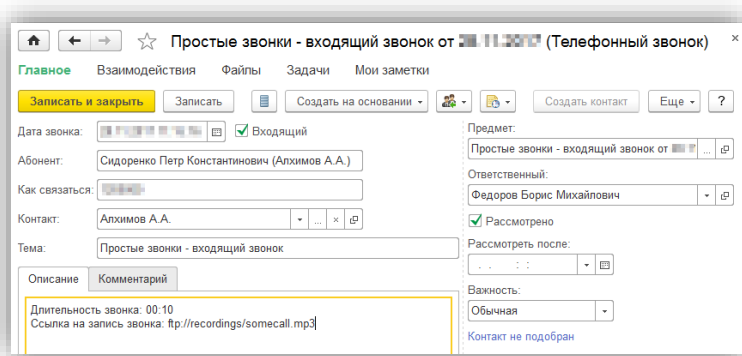 Простые звонки - входящий звонок от (Телефонный звонок)
Главное Взаимодействия Файлы Задачи Мои заметки
Записать и закрыть Записать Создать на основании Создать контакт Еще ?
Дата звонка: Входящий
Абонент: Сидоренко Петр Константинович (Алхимов А.А.)
Как связаться:
Контакт: Алхимов А.А.
Тема: Простые звонки - входящий звонок
Описание Комментарий
Длительность звонка: 00:10
Ссылка на запись звонка: ftp://recordings/somecall.mp3
Предмет:
Простые звонки - входящий звонок от
Ответственный:
Федоров Борис Михайлович
Рассмотрено
Рассмотреть после:
. . : :
Важность:
Обычная
Контакт не подобран